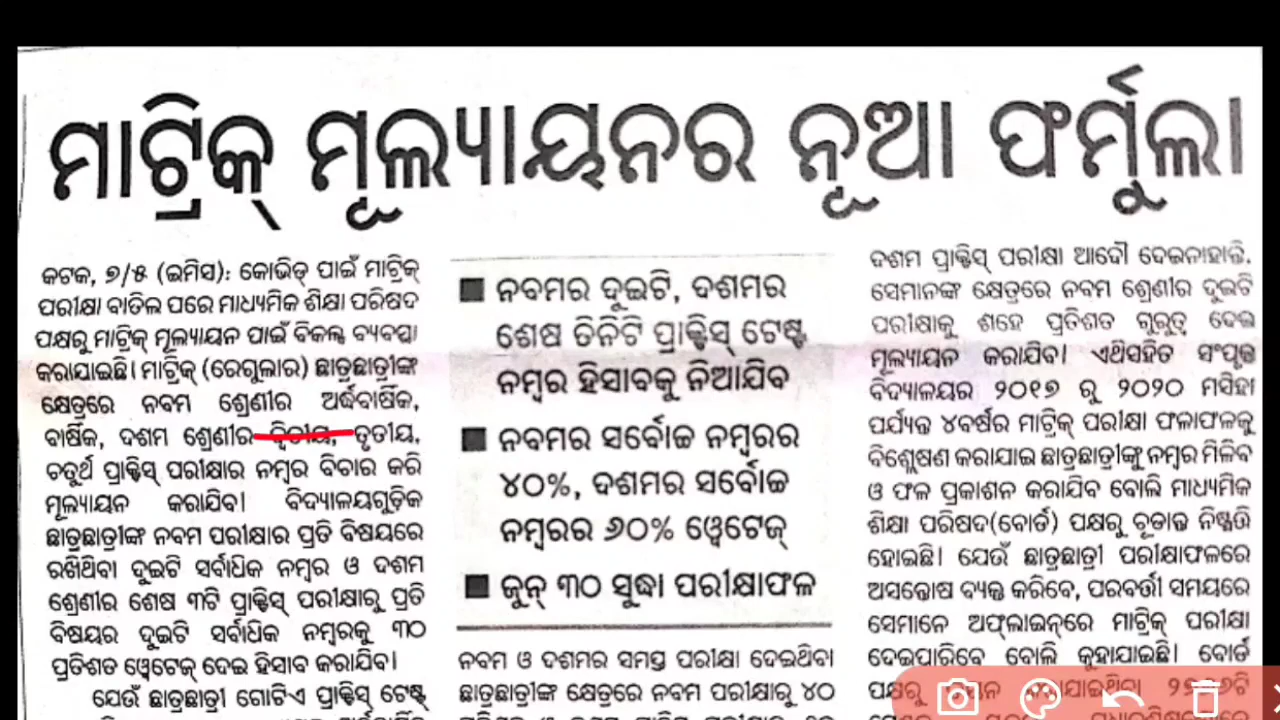 ମାଟ୍ରିକ୍ ମୂଲ୍ୟାୟନର ନୂଆ ଫର୍ମୁଲା
କଟକ, ୭/୫ (ଇମିସ): କୋଭିଡ୍ ପାଇଁ ମାଟ୍ରିକ୍
ପରୀକ୍ଷା ବାତିଲ ପରେ ମାଧ୍ୟମିକ ଶିକ୍ଷା ପରିଷଦ
ପକ୍ଷରୁ ମାଟ୍ରିକ୍ ମୂଲ୍ୟାୟନ ପାଇଁ ବିକଳ୍ପ ବ୍ୟବସ୍ଥା
କରାଯାଇଛି। ମାଟ୍ରିକ୍ (ରେଗୁଲାର) ଛାତ୍ରଛାତ୍ରୀଙ୍କ
କ୍ଷେତ୍ରରେ ନବମ ଶ୍ରେଣୀର ଅର୍ଦ୍ଧବାର୍ଷିକ,
ବାର୍ଷିକ, ଦଶମ ଶ୍ରେଣୀର ଦ୍ୱିତୀୟ, ତୃତୀୟ,
ଚତୁର୍ଥ ପ୍ରାକ୍ଟିସ୍ ପରୀକ୍ଷାର ନମ୍ବର ବିଚାର କରି
ମୂଲ୍ୟାୟନ କରାଯିବ। ବିଦ୍ୟାଳୟଗୁଡ଼ିକ
ଛାତ୍ରଛାତ୍ରୀଙ୍କ ନବମ ପରୀକ୍ଷାର ପ୍ରତି ବିଷୟରେ
ରଖିଥିବା ଦୁଇଟି ସର୍ବାଧିକ ନମ୍ବର ଓ ଦଶମ
ଶ୍ରେଣୀର ଶେଷ ୩ଟି ପ୍ରାକ୍ଟିସ୍ ପରୀକ୍ଷାରୁ ପ୍ରତି
ବିଷୟର ଦୁଇଟି ସର୍ବାଧିକ ନମ୍ବରକୁ ୩୦
ପ୍ରତିଶତ ୱେଟେଜ୍ ଦେଇ ହିସାବ କରାଯିବ।
ଯେଉଁ ଛାତ୍ରଛାତ୍ରୀ ଗୋଟିଏ ପ୍ରାକ୍ଟିସ୍ ଟେଷ୍ଟ
■ ନବମର ଦୁଇଟି, ଦଶମର
ଶେଷ ତିନିଟି ପ୍ରାକ୍ଟିସ୍ ଟେଷ୍ଟ
ନମ୍ବର ହିସାବକୁ ନିଆଯିବ
■ ନବମର ସର୍ବୋଚ୍ଚ ନମ୍ବରର
୪୦%, ଦଶମର ସର୍ବୋଚ୍ଚ
ନମ୍ବରର ୬୦% ୱେଟେଜ୍
■ ଜୁନ୍ ୩୦ ସୁଦ୍ଧା ପରୀକ୍ଷାଫଳ
ନବମ ଓ ଦଶମର ସମସ୍ତ ପରୀକ୍ଷା ଦେଇଥିବା
ଛାତ୍ରଛାତ୍ରୀଙ୍କ କ୍ଷେତ୍ରରେ ନବମ ପରୀକ୍ଷାରୁ ୪୦
ଦଶମ ପ୍ରାକ୍ଟିସ୍ ପରୀକ୍ଷା ଆଦୌ ଦେଇନାହାନ୍ତି,
ସେମାନଙ୍କ କ୍ଷେତ୍ରରେ ନବମ ଶ୍ରେଣୀର ଦୁଇଟି
ପରୀକ୍ଷାକୁ ଶହେ ପ୍ରତିଶତ ଗୁରୁତ୍ୱ ଦେଇ
ମୂଲ୍ୟାୟନ କରାଯିବ। ଏଥିସହିତ ସଂପୃକ୍ତ
ବିଦ୍ୟାଳୟର ୨୦୧୭ ରୁ ୨୦୨୦ ମସିହା
ପର୍ଯ୍ୟନ୍ତ ୪ବର୍ଷର ମାଟ୍ରିକ୍ ପରୀକ୍ଷା ଫଳାଫଳକୁ
ବିଶ୍ଳେଷଣ କରାଯାଇ ଛାତ୍ରଛାତ୍ରୀଙ୍କୁ ନମ୍ବର ମିଳିବ
ଓ ଫଳ ପ୍ରକାଶନ କରାଯିବ ବୋଲି ମାଧ୍ୟମିକ
ଶିକ୍ଷା ପରିଷଦ(ବୋର୍ଡ) ପକ୍ଷରୁ ଚୂଡାନ୍ତ ନିଷ୍ପତ୍ତି
ହୋଇଛି। ଯେଉଁ ଛାତ୍ରଛାତ୍ରୀ ପରୀକ୍ଷାଫଳରେ
ଅସନ୍ତୋଷ ବ୍ୟକ୍ତ କରିବେ, ପରବର୍ତ୍ତୀ ସମୟରେ
ସେମାନେ ଅଫ୍‌ଲାଇନ୍‌ରେ ମାଟ୍ରିକ୍ ପରୀକ୍ଷା
ଦେଇପାରିବେ ବୋଲି କୁହାଯାଇଛି। ବୋର୍ଡ
ପକ୍ଷରୁ